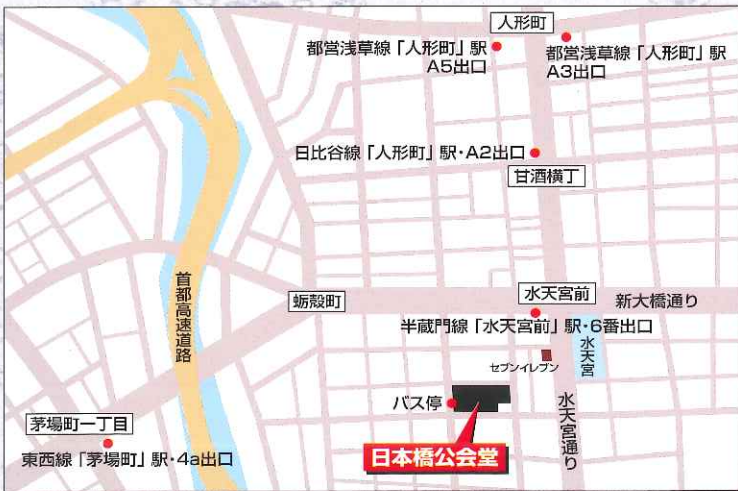 人形町
都営浅草線「人形町」駅
A5出口
都営浅草線「人形町」駅
A3出口
日比谷線「人形町」駅・A2出口
甘酒横丁
首都高速道路
蛎殻町
水天宮前
新大橋通り
半蔵門線「水天宮前」駅・6番出口
水天宮
セブンイレブン
バス停
水天宮通り
茅場町一丁目
東西線「茅場町」駅・4a出口
日本橋公会堂